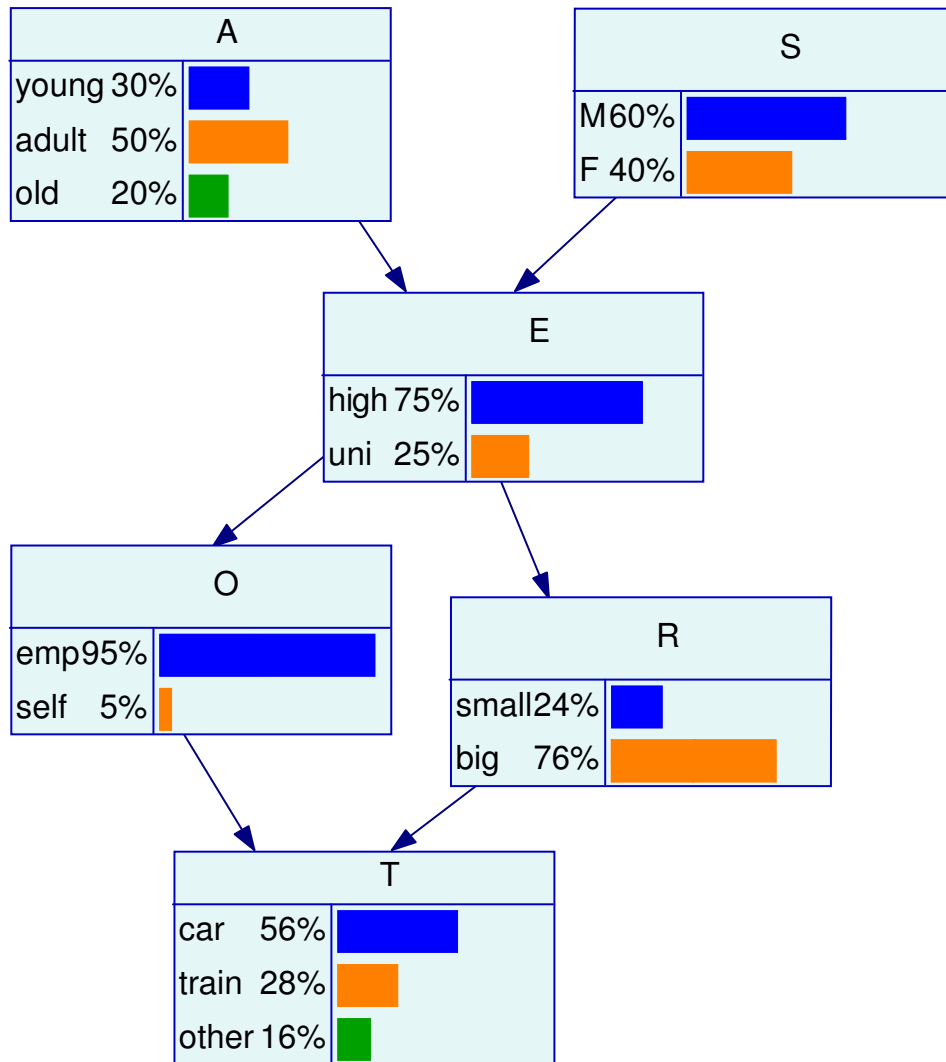 A
young 30%
adult 50%
old 20%
S
M 60%
F 40%
E
high 75%
uni 25%
O
emp 95%
self 5%
R
small 24%
big 76%
T
car 56%
train 28%
other 16%